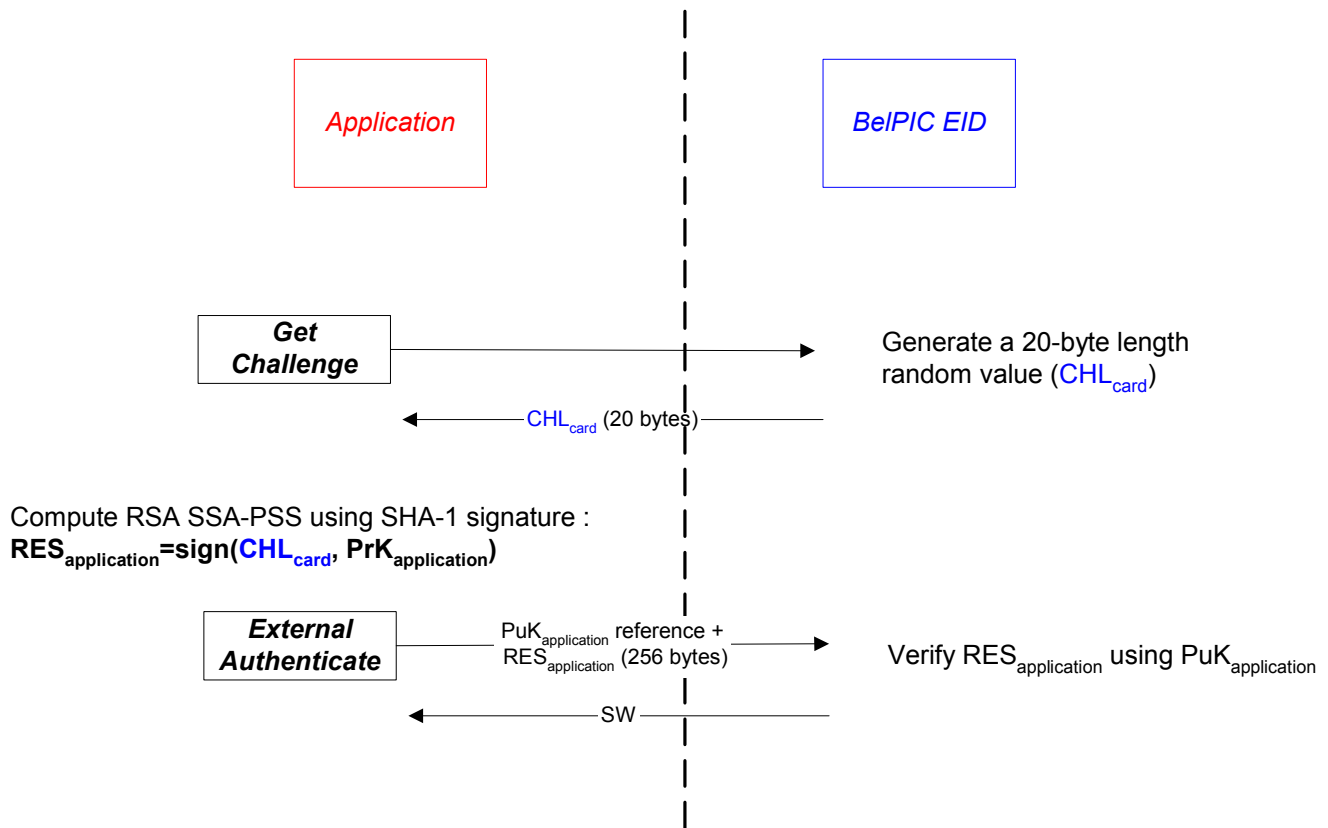 Application
BelPIC EID
Get
Challenge
Generate a 20-byte length
random value (CHLcard)
CHLcard (20 bytes)
Compute RSA SSA-PSS using SHA-1 signature :
RESapplication=sign(CHLcard, PrKapplication)
External
Authenticate
PuKapplication reference +
RESapplication (256 bytes)
Verify RESapplication using PuKapplication
SW